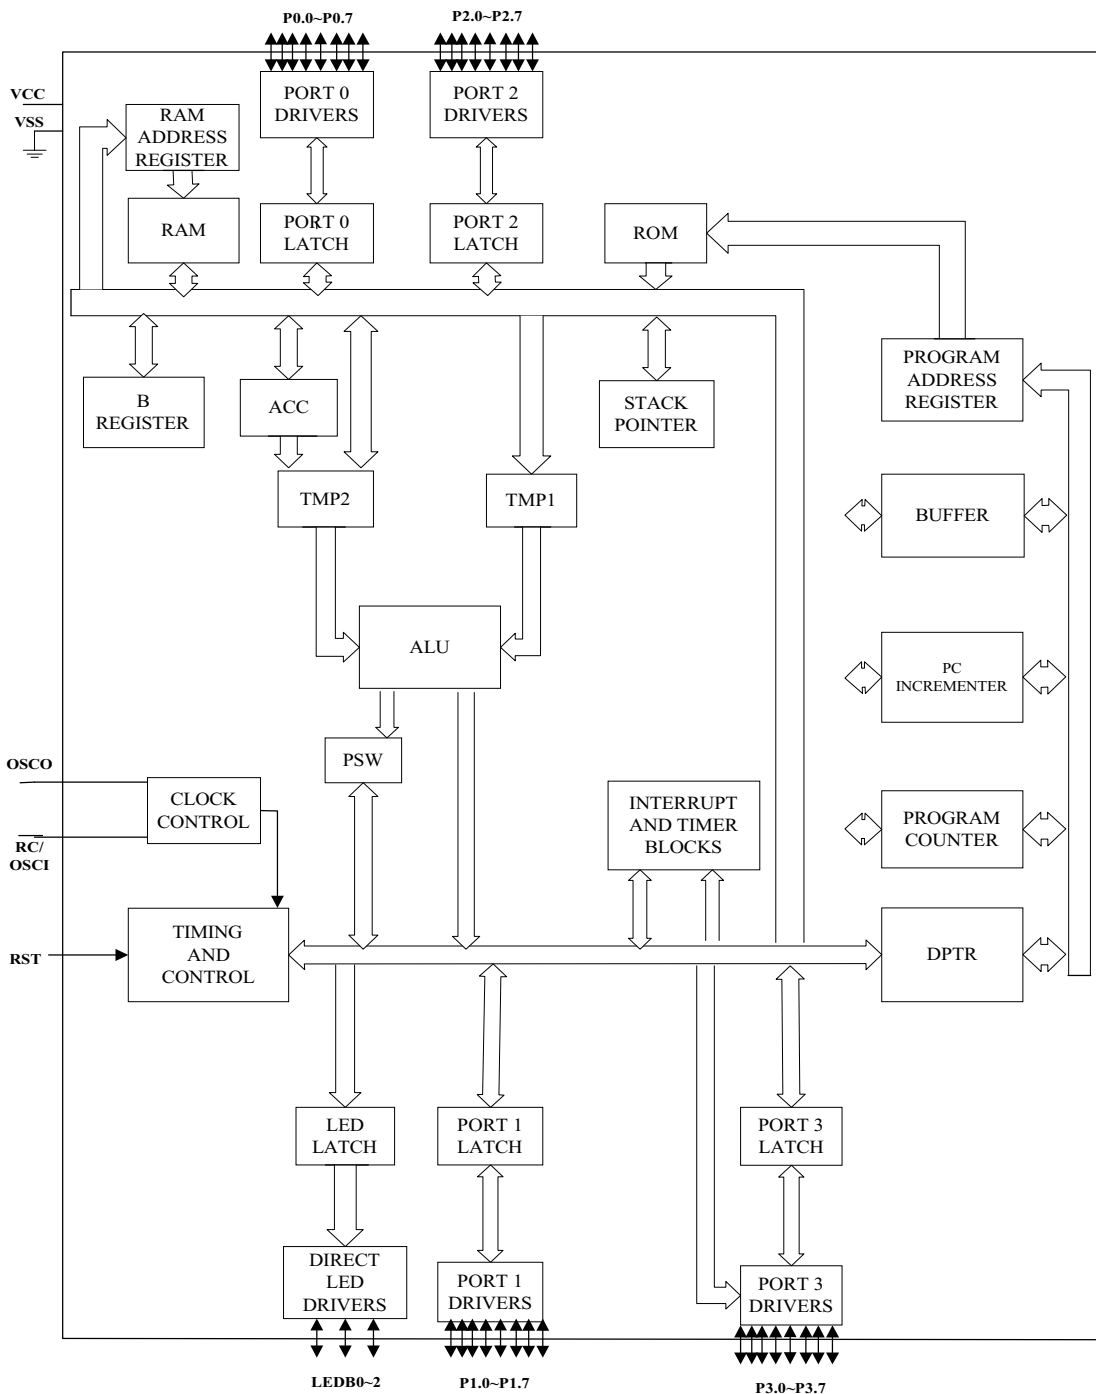 P0.0~P0.7
P2.0~P2.7
VCC
VSS
RAM
ADDRESS
REGISTER
PORT 0
DRIVERS
PORT 2
DRIVERS
RAM
PORT 0
LATCH
PORT 2
LATCH
ROM
B
REGISTER
ACC
STACK
POINTER
PROGRAM
ADDRESS
REGISTER
TMP2
TMP1
BUFFER
ALU
PC
INCREMENTER
PSW
OSCO
CLOCK
CONTROL
RC/
OSCI
INTERRUPT
AND TIMER
BLOCKS
PROGRAM
COUNTER
RST
TIMING
AND
CONTROL
DPTR
LED
LATCH
PORT 1
LATCH
PORT 3
LATCH
DIRECT
LED
DRIVERS
PORT 1
DRIVERS
PORT 3
DRIVERS
LEDB0~2
P1.0~P1.7
P3.0~P3.7